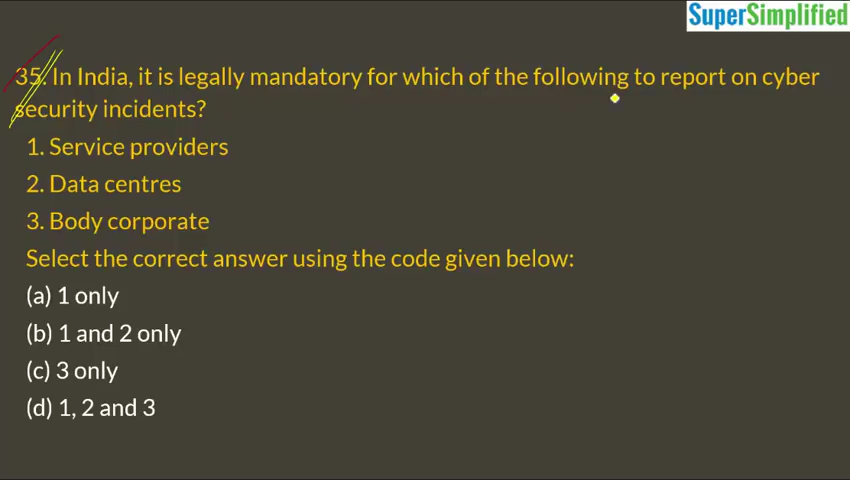 SuperSimplified
35. In India, it is legally mandatory for which of the following to report on cyber
security incidents?
1. Service providers
2. Data centres
3. Body corporate
Select the correct answer using the code given below:
(a) 1 only
(b) 1 and 2 only
(c) 3 only
(d) 1, 2 and 3